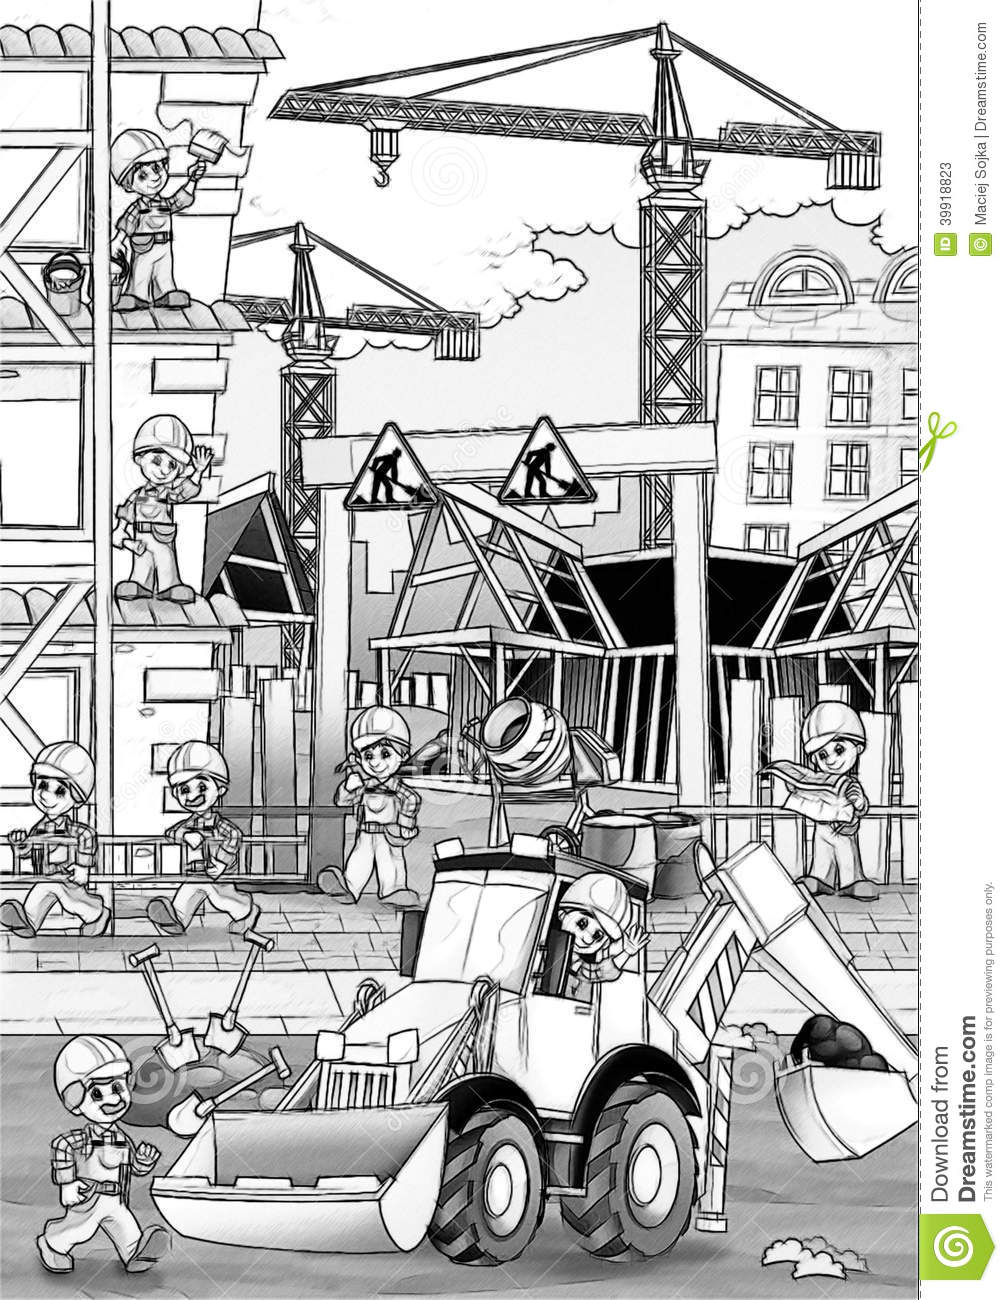 ID 39918823
© Maciej Sojka | Dreamstime.com
Download from
Dreamstime.com
This watermarked comp image is for previewing purposes only.